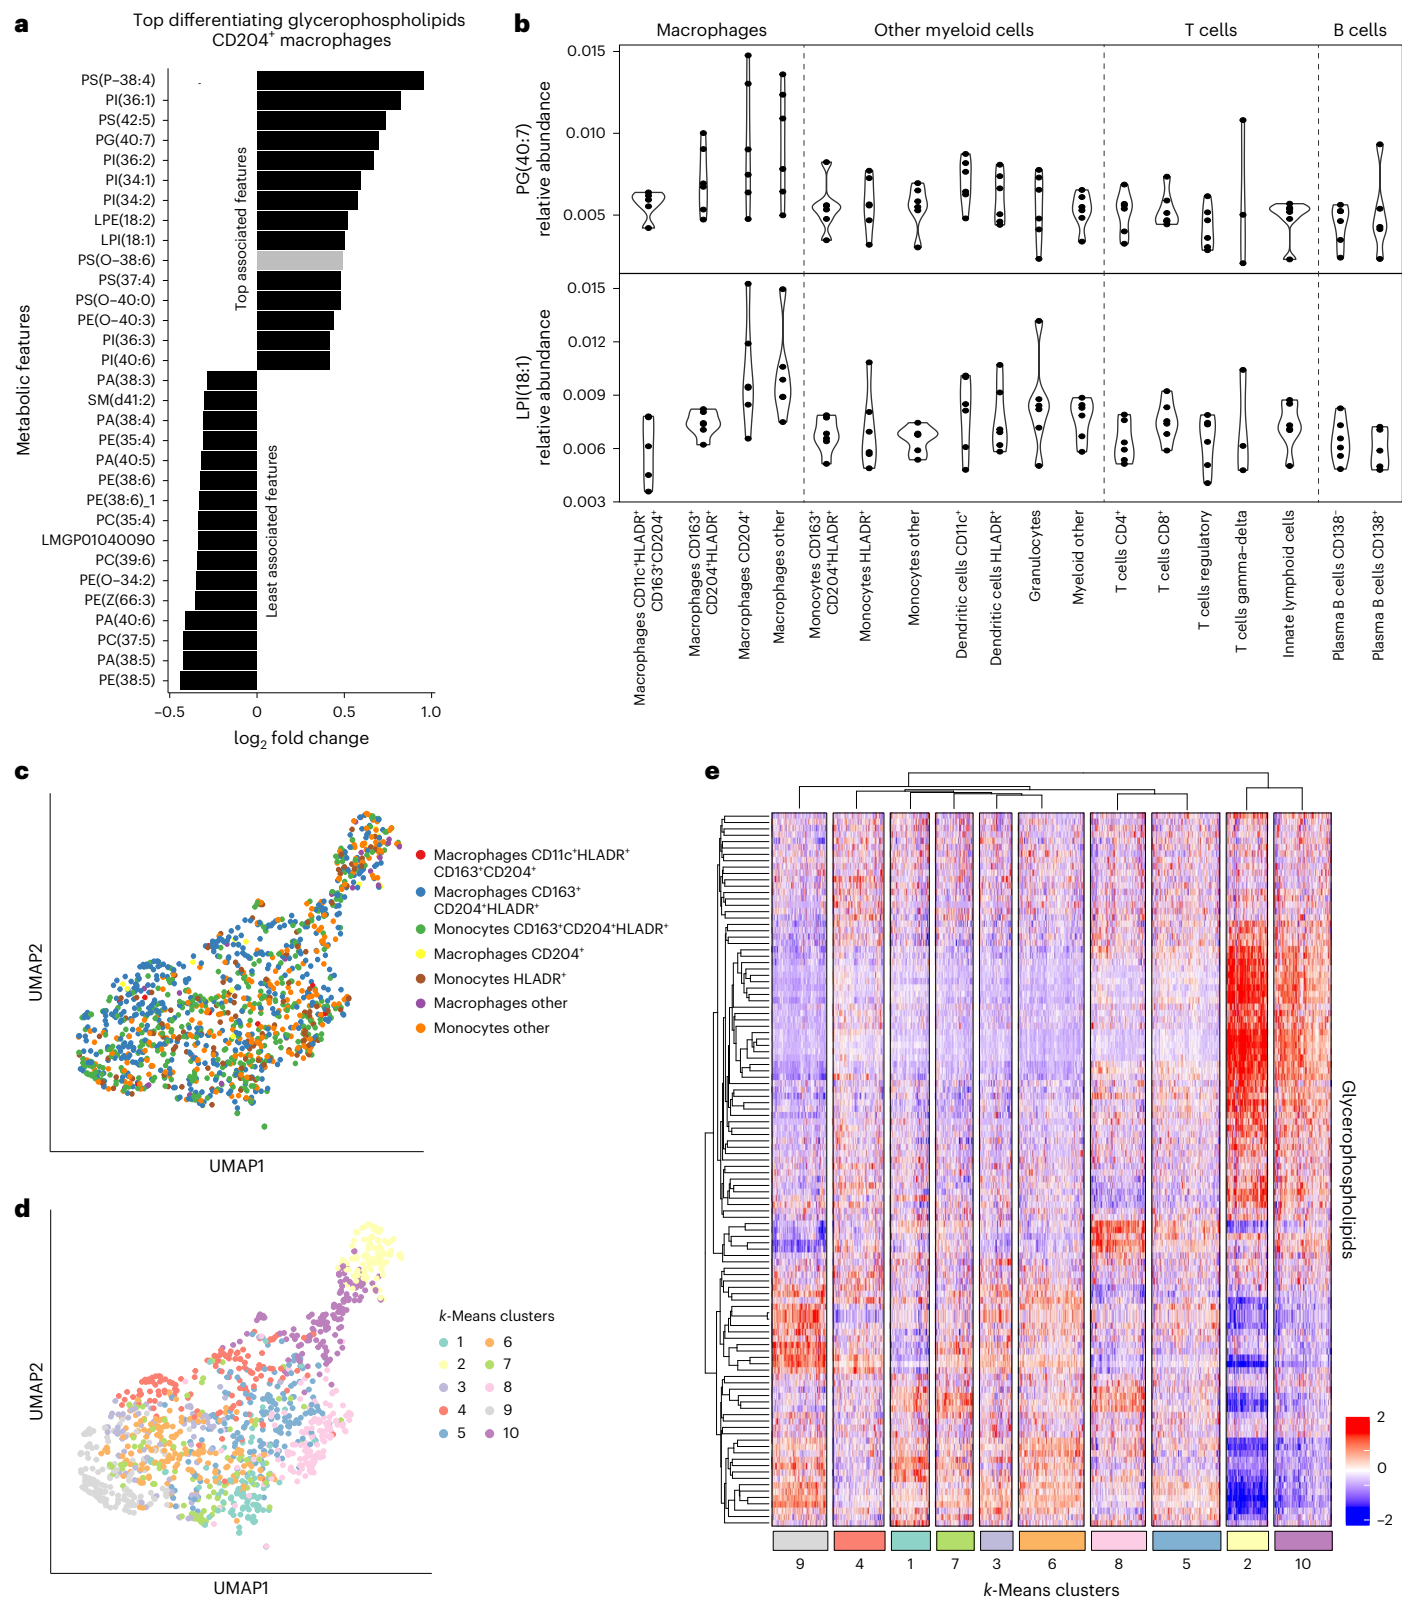 a
Top differentiating glycerophospholipids
CD204⁺ macrophages
Metabolic features
PS(P–38:4)
PI(36:1)
PS(42:5)
PG(40:7)
PI(36:2)
PI(34:1)
PI(34:2)
LPE(18:2)
LPI(18:1)
PS(O–38:6)
PS(37:4)
PS(O–40:0)
PE(O–40:3)
PI(36:3)
PI(40:6)
PA(38:3)
SM(d41:2)
PA(38:4)
PE(35:4)
PA(40:5)
PE(38:6)
PE(38:6)_1
PC(35:4)
LMGP01040090
PC(39:6)
PE(O–34:2)
PE(Z(66:3)
PA(40:6)
PC(37:5)
PA(38:5)
PE(38:5)
Top associated features
Least associated features
–0.5
0
0.5
1.0
log₂ fold change
b
Macrophages
Other myeloid cells
T cells
B cells
PG(40:7)
relative abundance
0.015
0.010
0.005
LPI(18:1)
relative abundance
0.015
0.012
0.009
0.006
0.003
Macrophages CD11c⁺HLADR⁺
CD163⁺CD204⁺
Macrophages CD163⁺
CD204⁺HLADR⁺
Macrophages CD204⁺
Macrophages other
Monocytes CD163⁺
CD204⁺HLADR⁺
Monocytes HLADR⁺
Monocytes other
Dendritic cells CD11c⁺
Dendritic cells HLADR⁺
Granulocytes
Myeloid other
T cells CD4⁺
T cells CD8⁺
T cells regulatory
T cells gamma–delta
Innate lymphoid cells
Plasma B cells CD138⁻
Plasma B cells CD138⁺
c
UMAP2
UMAP1
Macrophages CD11c⁺HLADR⁺
CD163⁺CD204⁺
Macrophages CD163⁺
CD204⁺HLADR⁺
Monocytes CD163⁺CD204⁺HLADR⁺
Macrophages CD204⁺
Monocytes HLADR⁺
Macrophages other
Monocytes other
d
UMAP2
UMAP1
k-Means clusters
1 6
2 7
3 8
4 9
5 10
e
Glycerophospholipids
2
0
–2
9 4 1 7 3 6 8 5 2 10
k-Means clusters